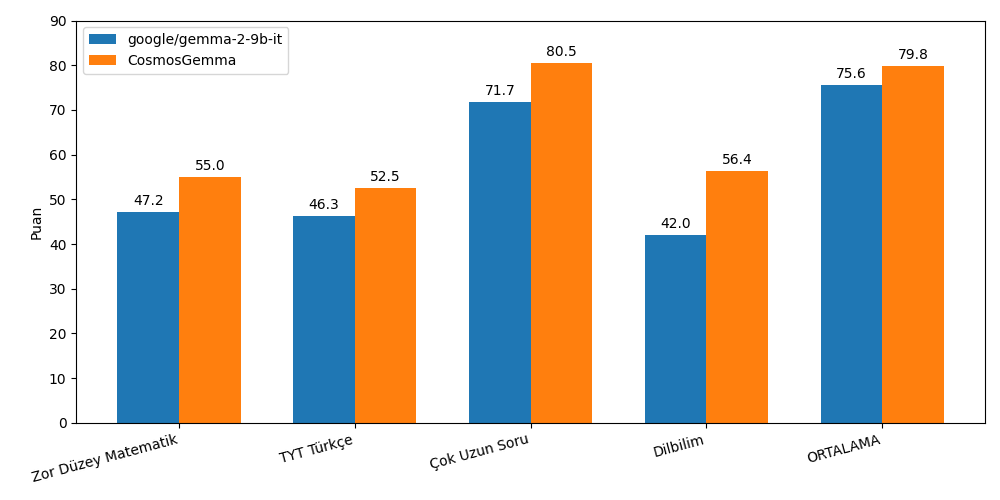 google/gemma-2-9b-it
CosmosGemma
Puan
90
80
70
60
50
40
30
20
10
0
47.2
55.0
46.3
52.5
71.7
80.5
42.0
56.4
75.6
79.8
Zor Düzey Matematik
TYT Türkçe
Çok Uzun Soru
Dilbilim
ORTALAMA